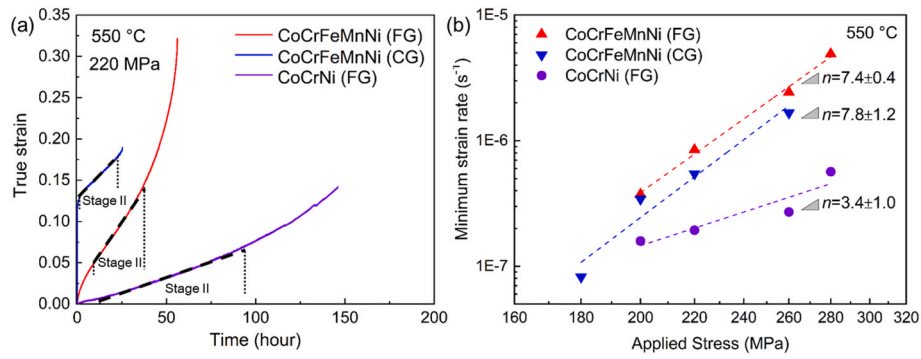 (a)
550 °C
220 MPa
CoCrFeMnNi (FG)
CoCrFeMnNi (CG)
CoCrNi (FG)
True strain
0.35
0.30
0.25
0.20
0.15
0.10
0.05
0.00
Stage II
Stage II
Stage II
0 50 100 150 200
Time (hour)
(b)
550 °C
CoCrFeMnNi (FG)
CoCrFeMnNi (CG)
CoCrNi (FG)
Minimum strain rate (s⁻¹)
1E-5
1E-6
1E-7
n=7.4±0.4
n=7.8±1.2
n=3.4±1.0
160 180 200 220 240 260 280 300
Applied Stress (MPa)